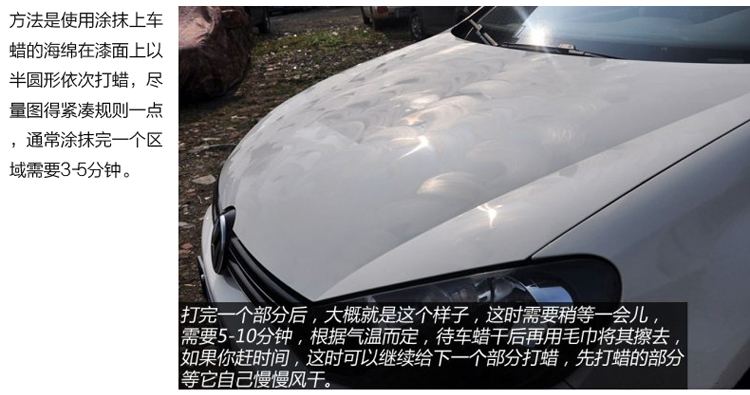 方法是使用涂抹上车
蜡的海绵在漆面上以
半圆形依次打蜡，尽
量图得紧凑规则一点
，通常涂抹完一个区
域需要3-5分钟。
打完一个部分后，大概就是这个样子，这时需要稍等一会儿，
需要5-10分钟，根据气温而定，待车蜡干后再用毛巾将其擦去，
如果你赶时间，这时可以继续给下一个部分打蜡，先打蜡的部分
等它自己慢慢风干。